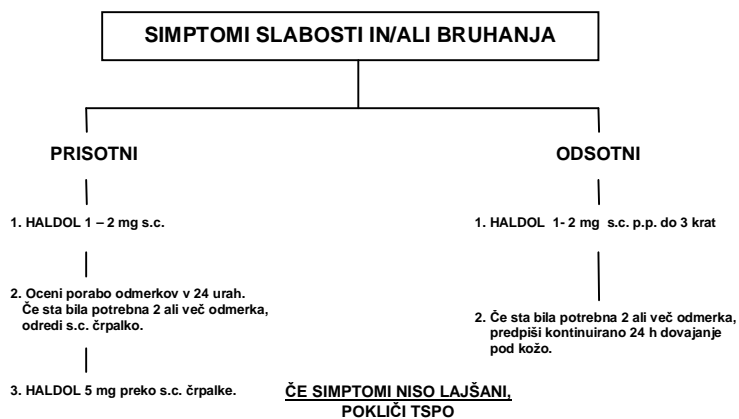 SIMPTOMI SLABOSTI IN/ALI BRUHANJA
PRISOTNI
1. HALDOL 1 – 2 mg s.c.
2. Oceni porabo odmerkov v 24 urah.
Če sta bila potrebna 2 ali več odmerka,
odredi s.c. črpalko.
3. HALDOL 5 mg preko s.c. črpalke.
ODSOTNI
1. HALDOL 1- 2 mg s.c. p.p. do 3 krat
2. Če sta bila potrebna 2 ali več odmerka,
predpiši kontinuirano 24 h dovajanje
pod kožo.
ČE SIMPTOMI NISO LAJŠANI,
POKLIČI TSPO